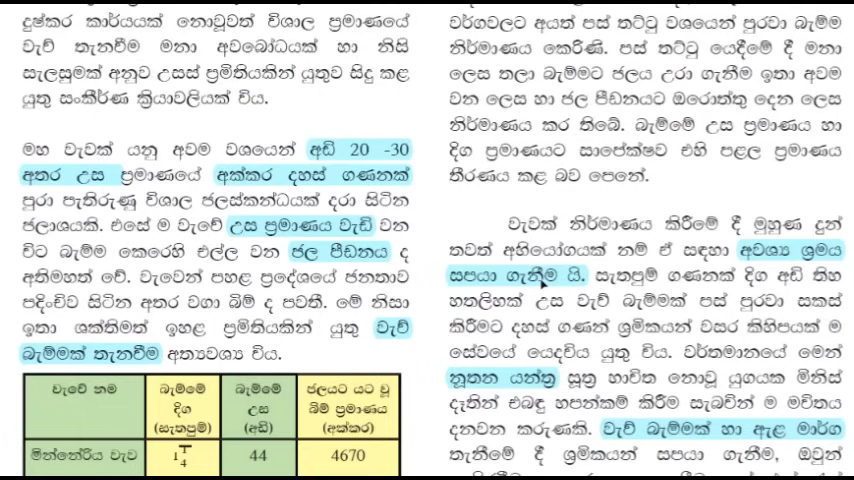 දුෂ්කර කාර්යයක් නොවූවත් විශාල ප්‍රමාණයේ
වැව් තැනවීම මනා අවබෝධයක් හා නිසි
සැලසුමක් අනුව උසස් ප්‍රමිතියකින් යුතුව සිදු කළ
යුතු සංකීර්ණ ක්‍රියාවලියක් විය.
මහ වැවක් යනු අවම වශයෙන් අඩි 20 -30
අතර උස ප්‍රමාණයේ අක්කර දහස් ගණනක්
පුරා පැතිරුණු විශාල ජලස්කන්ධයක් දරා සිටින
ජලාශයකි. එසේ ම වැවේ උස ප්‍රමාණය වැඩි වන
විට බැම්ම කෙරෙහි එල්ල වන ජල පීඩනය ද
අතිමහත් වේ. වැවෙන් පහළ ප්‍රදේශයේ ජනතාව
පදිංචිව සිටින අතර වගා බිම් ද පවතී. මේ නිසා
ඉතා ශක්තිමත් ඉහළ ප්‍රමිතියකින් යුතු වැව්
බැම්මක් තැනවීම අත්‍යවශ්‍ය විය.
වැවේ නම බැම්මේ දිග (සැතපුම්) බැම්මේ උස (අඩි) ජලයට යට වූ බිම් ප්‍රමාණය (අක්කර)
මින්නේරිය වැව 1 1/4 44 4670
වර්ගවලට අයත් පස් තට්ටු වශයෙන් පුරවා බැම්ම
නිර්මාණය කෙරිණි. පස් තට්ටු යෙදීමේ දී මනා
ලෙස තලා බැම්මට ජලය උරා ගැනීම ඉතා අවම
වන ලෙස හා ජල පීඩනයට ඔරොත්තු දෙන ලෙස
නිර්මාණය කර තිබේ. බැම්මේ උස ප්‍රමාණය හා
දිග ප්‍රමාණයට සාපේක්ෂව එහි පළල ප්‍රමාණය
තීරණය කළ බව පෙනේ.
වැවක් නිර්මාණය කිරීමේ දී මුහුණ දුන්
තවත් අභියෝගයක් නම් ඒ සඳහා අවශ්‍ය ශ්‍රමය
සපයා ගැනීම යි. සැතපුම් ගණනක් දිග අඩි තිහ
හතලිහක් උස වැව් බැම්මක් පස් පුරවා සකස්
කිරීමට දහස් ගණන් ශ්‍රමිකයන් වසර කිහිපයක් ම
සේවයේ යෙදවිය යුතු විය. වර්තමානයේ මෙන්
නූතන යන්ත්‍ර සූත්‍ර භාවිත නොවූ යුගයක මිනිස්
දෑතින් එබඳු හපන්කම් කිරීම සැබවින් ම මවිතය
දනවන කරුණකි. වැව් බැම්මක් හා ඇළ මාර්ග
තැනීමේ දී ශ්‍රමිකයන් සපයා ගැනීම, ඔවුන්